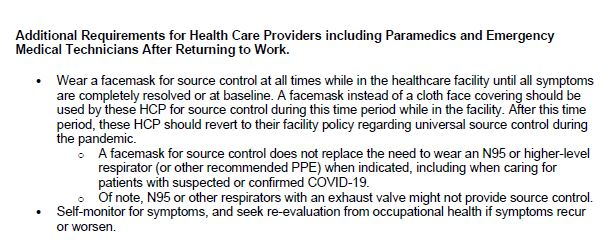 Additional Requirements for Health Care Providers including Paramedics and Emergency
Medical Technicians After Returning to Work.
• Wear a facemask for source control at all times while in the healthcare facility until all symptoms
are completely resolved or at baseline. A facemask instead of a cloth face covering should be
used by these HCP for source control during this time period while in the facility. After this time
period, these HCP should revert to their facility policy regarding universal source control during
the pandemic.
o A facemask for source control does not replace the need to wear an N95 or higher-level
respirator (or other recommended PPE) when indicated, including when caring for
patients with suspected or confirmed COVID-19.
o Of note, N95 or other respirators with an exhaust valve might not provide source control.
• Self-monitor for symptoms, and seek re-evaluation from occupational health if symptoms recur
or worsen.